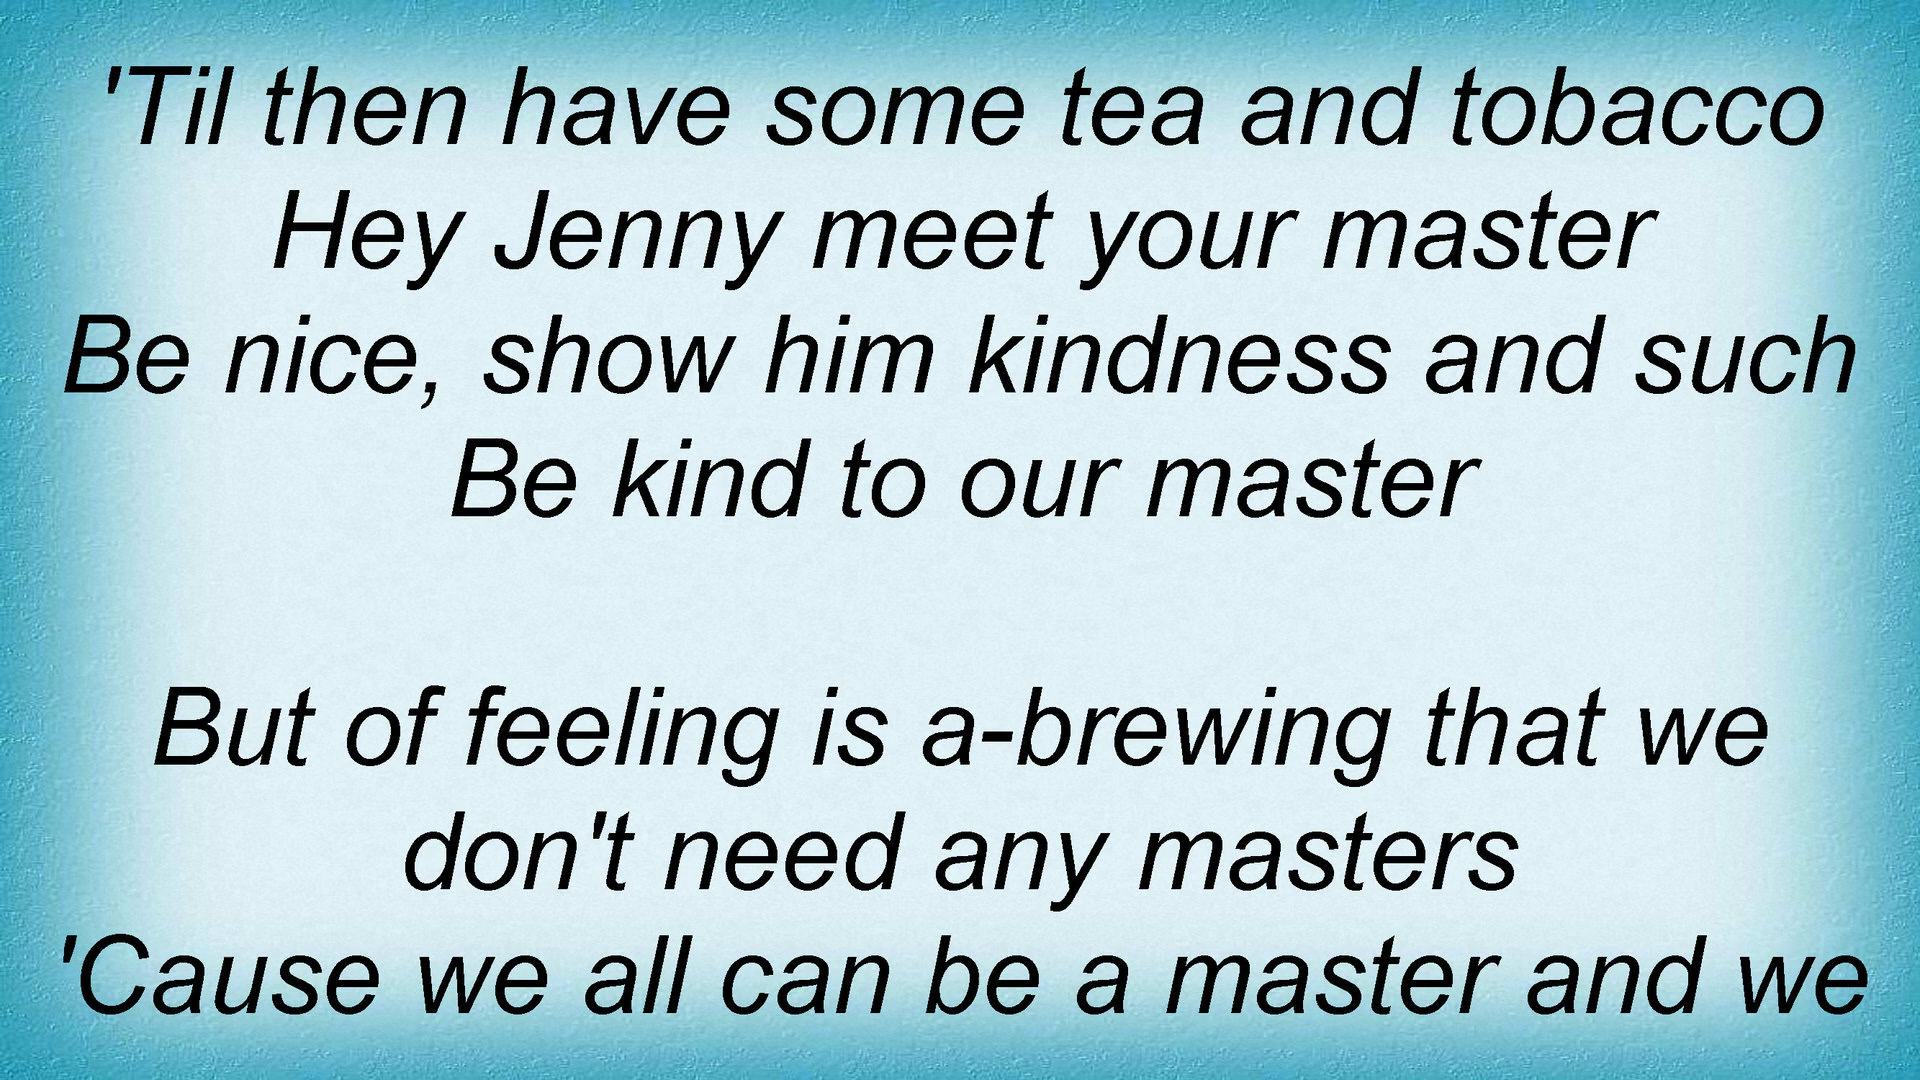 'Til then have some tea and tobacco
Hey Jenny meet your master
Be nice, show him kindness and such
Be kind to our master
But of feeling is a-brewing that we
don't need any masters
'Cause we all can be a master and we